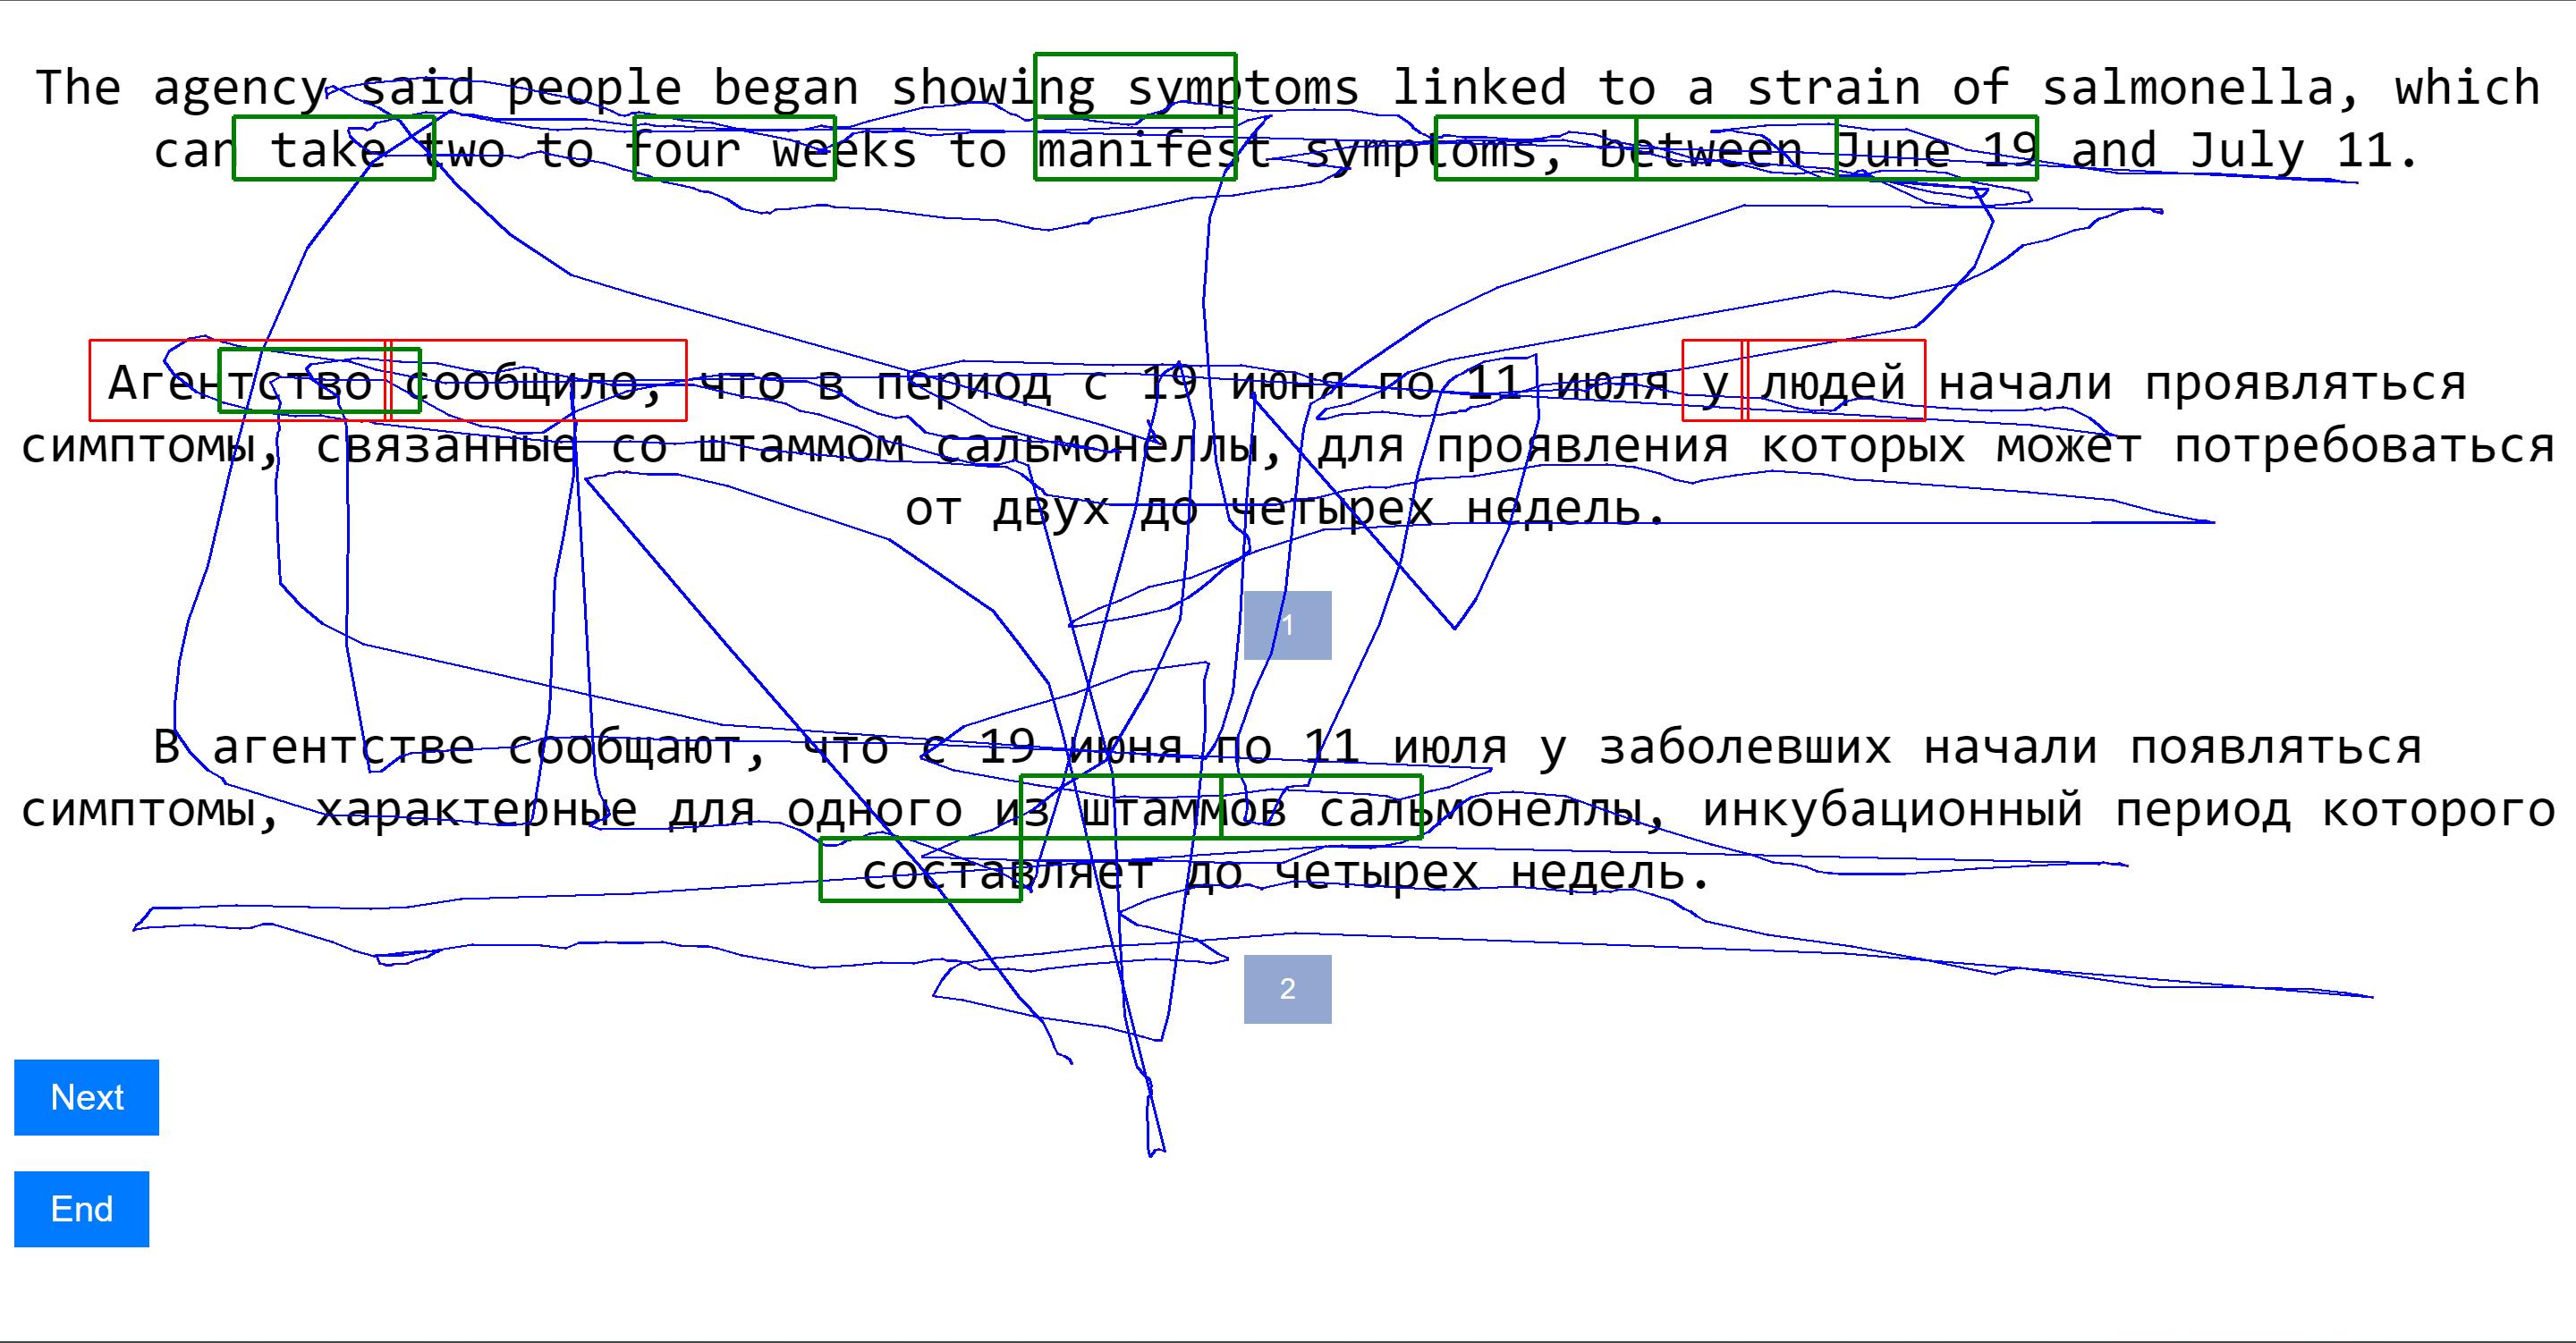 The agency said people began showing symptoms linked to a strain of salmonella, which
can take two to four weeks to manifest symptoms, between June 19 and July 11.
Агентство сообщило, что в период с 19 июня по 11 июля у людей начали проявляться
симптомы, связанные со штаммом сальмонеллы, для проявления которых может потребоваться
от двух до четырех недель.
1
В агентстве сообщают, что с 19 июня по 11 июля у заболевших начали появляться
симптомы, характерные для одного из штаммов сальмонеллы, инкубационный период которого
составляет до четырех недель.
2
Next
End